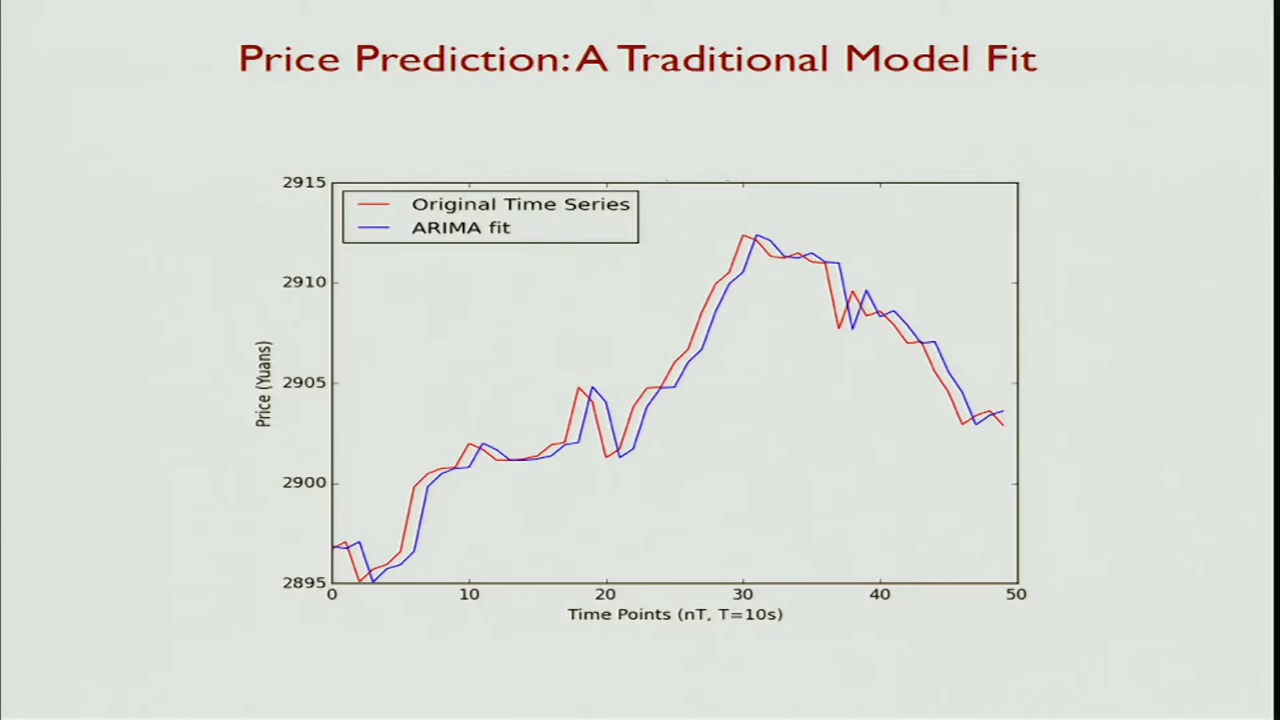 Price Prediction: A Traditional Model Fit
2915
Original Time Series
ARIMA fit
2910
2905
2900
2895
Price (Yuans)
0 10 20 30 40 50
Time Points (nT, T=10s)